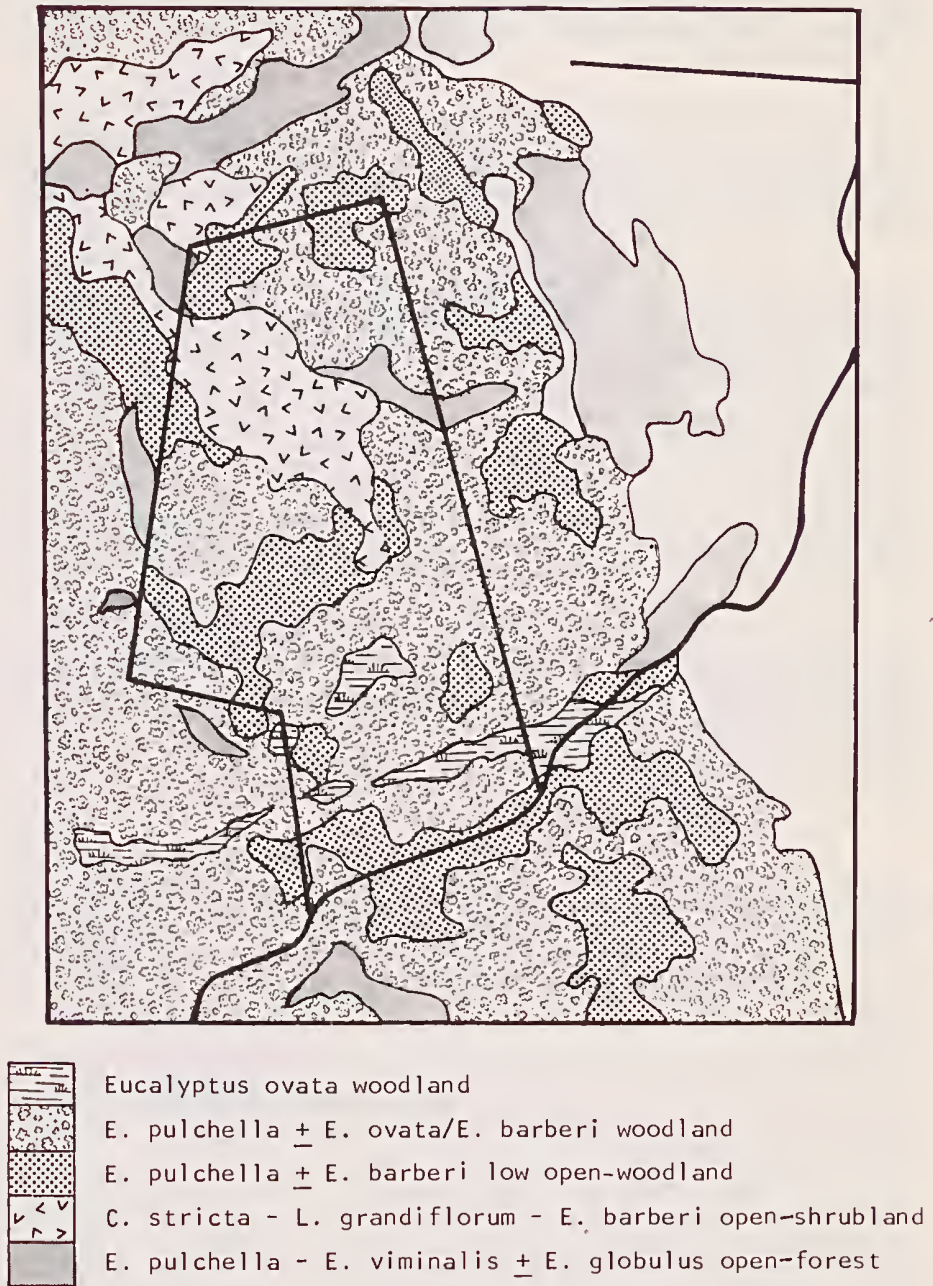 Eucalyptus ovata woodland
E. pulchella ± E. ovata/E. barberi woodland
E. pulchella ± E. barberi low open-woodland
C. stricta - L. grandiflorum - E. barberi open-shrubland
E. pulchella - E. viminalis ± E. globulus open-forest